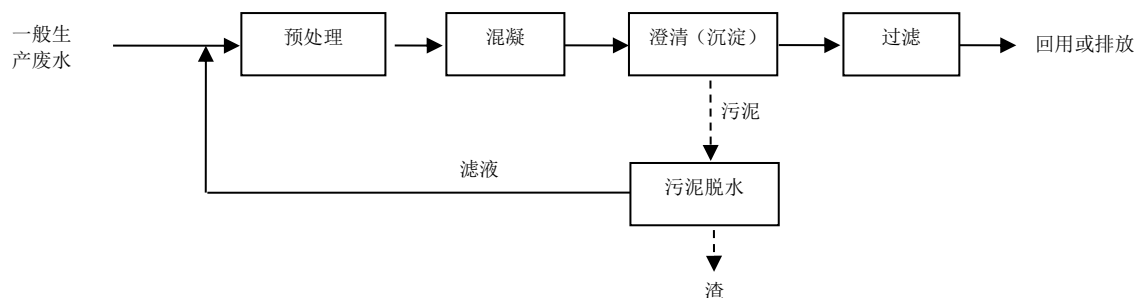 一般生
产废水
预处理
混凝
澄清（沉淀）
过滤
回用或排放
污泥
滤液
污泥脱水
渣